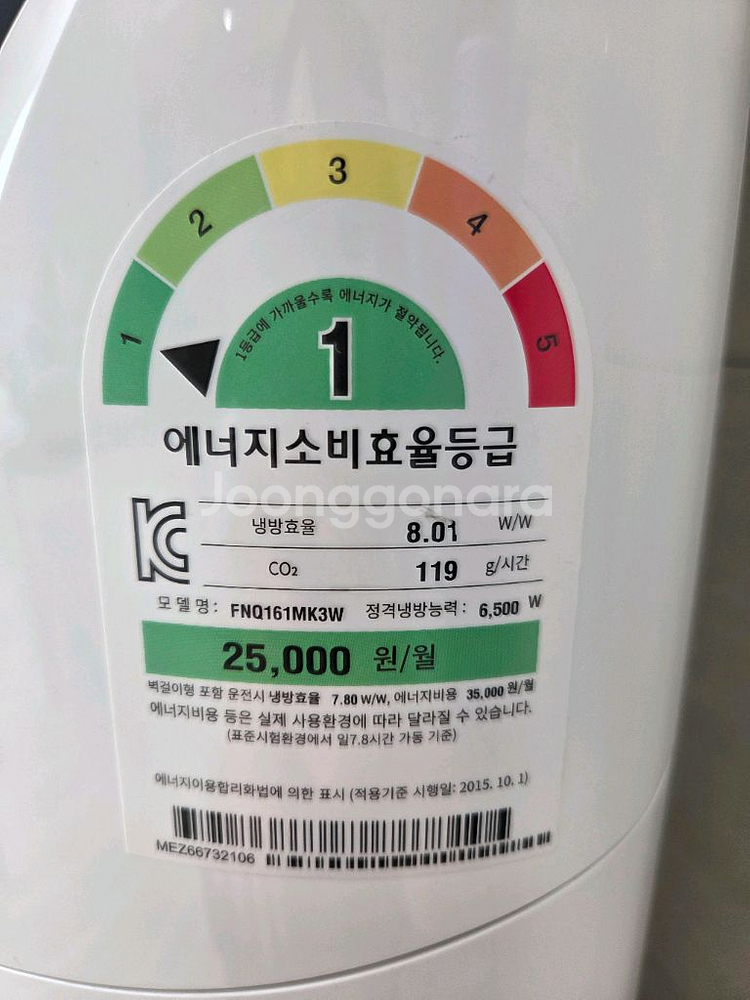 1
2
3
4
5
1등급에 가까울수록 에너지가 절약됩니다.
1
에너지소비효율등급
Joonggonara
냉방효율 8.01 W/W
CO₂ 119 g/시간
모델명: FNQ161MK3W 정격냉방능력: 6,500 W
25,000 원/월
벽걸이형 포함 운전시 냉방효율 7.80 W/W, 에너지비용 35,000 원/월
에너지비용 등은 실제 사용환경에 따라 달라질 수 있습니다.
(표준시험환경에서 일7.8시간 가동 기준)
에너지이용합리화법에 의한 표시 (적용기준 시행일: 2015. 10. 1)
MEZ66732106